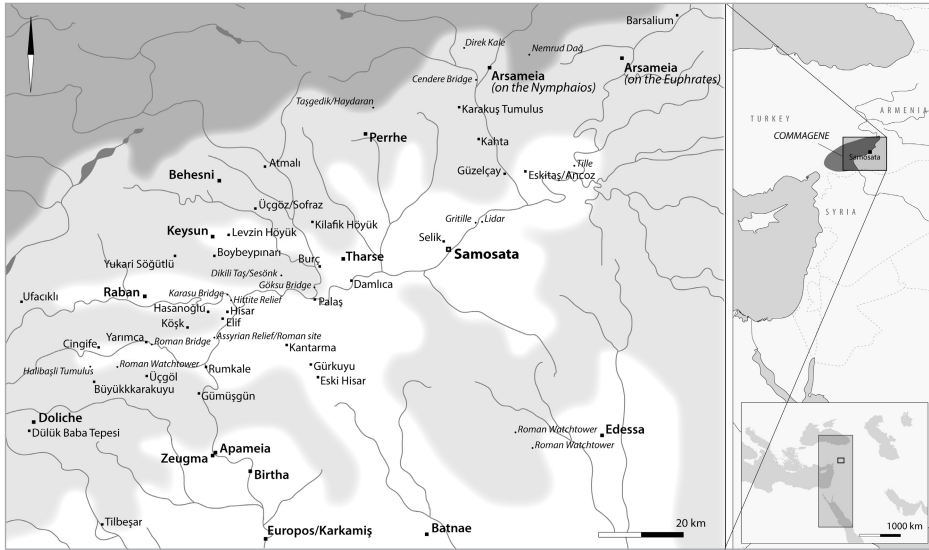 Barsalium
Direk Kale
Nemrud Dağ
Arsameia
(on the Nymphaios)
Arsameia
(on the Euphrates)
Cendere Bridge
Taşgedik/Haydaran
Karakuş Tumulus
Perrhe
Kahta
Atmalı
Behesni
Güzelçay
Tille
Eskitaş/Ancoz
Üçgöz/Sofraz
Kilafik Höyük
Gritille
Lidar
Keysun
Levzin Höyük
Selik
Samosata
Boybeypınarı
Yukari Söğütlü
Burç
Tharse
Dikili Taş/Sesönk
Göksu Bridge
Damlıca
Ufacıklı
Raban
Karasu Bridge
Hittite Relief
Palaş
Hasanoğlu
Hisar
Köşk
Elif
Yarımca
Roman Bridge
Assyrian Relief/Roman site
Cingife
Kantarma
Halibaşli Tumulus
Roman Watchtower
Rumkale
Gürkuyu
Üçgöl
Eski Hisar
Büyükkkarakuyu
Gümüşgün
Doliche
Dülük Baba Tepesi
Roman Watchtower
Edessa
Roman Watchtower
Apameia
Zeugma
Birtha
Tilbeşar
Europos/Karkamiş
Batnae
20 km
TURKEY
ARMENIA
COMMAGENE
Samosata
SYRIA
1000 km